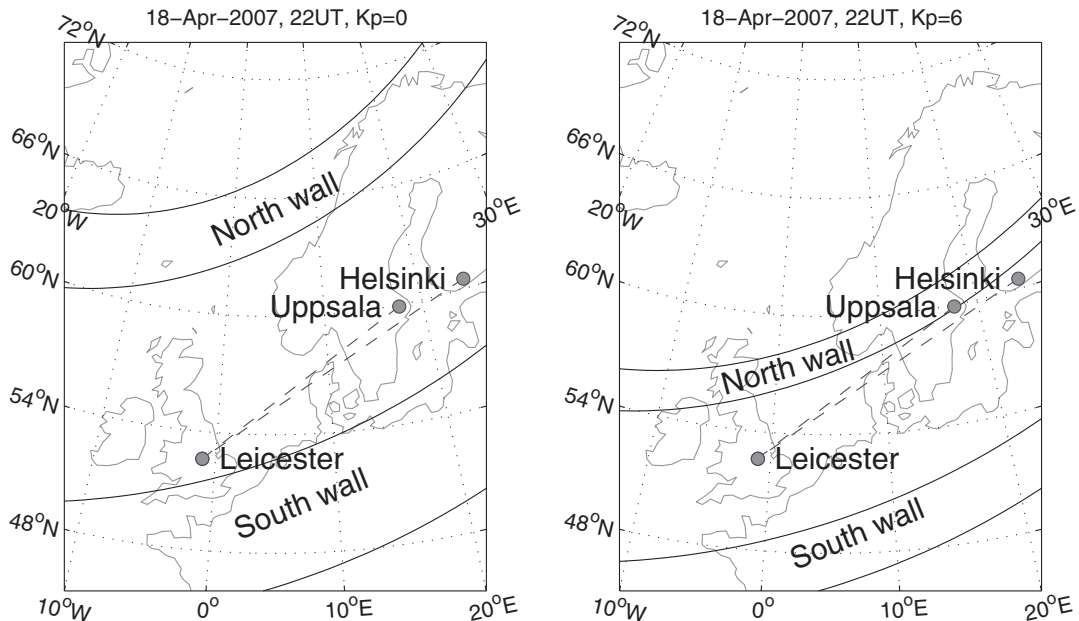 18-Apr-2007, 22UT, Kp=0
72°N
66°N
20°W
60°N
54°N
48°N
10°W
0°
10°E
20°E
30°E
North wall
Helsinki
Uppsala
Leicester
South wall
18-Apr-2007, 22UT, Kp=6
72°N
66°N
20°W
60°N
54°N
48°N
10°W
0°
10°E
20°E
30°E
Helsinki
Uppsala
North wall
Leicester
South wall